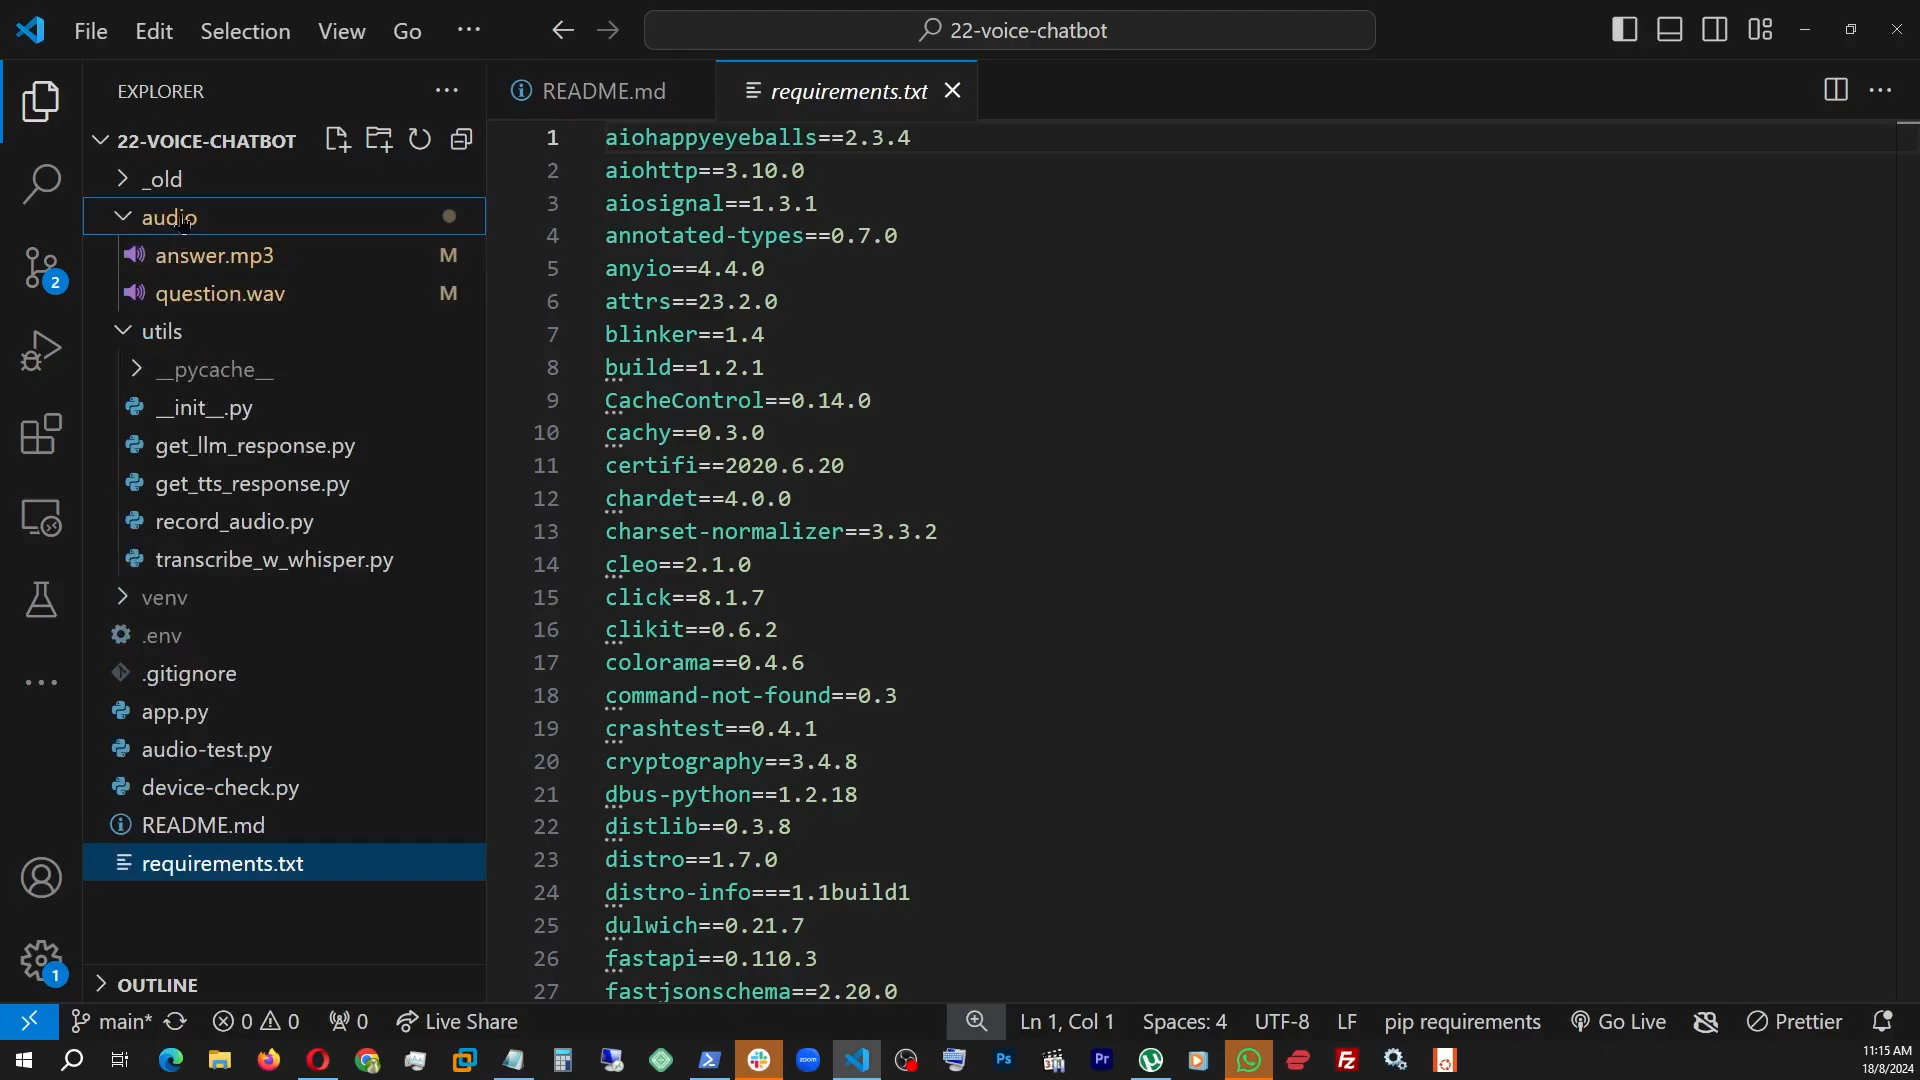 File Edit Selection View Go ···
22-voice-chatbot
EXPLORER
22-VOICE-CHATBOT
_old
audio
answer.mp3 M
question.wav M
utils
__pycache__
__init__.py
get_llm_response.py
get_tts_response.py
record_audio.py
transcribe_w_whisper.py
venv
.env
.gitignore
app.py
audio-test.py
device-check.py
README.md
requirements.txt
OUTLINE
2
1
README.md requirements.txt
1 aiohappyeyeballs==2.3.4
2 aiohttp==3.10.0
3 aiosignal==1.3.1
4 annotated-types==0.7.0
5 anyio==4.4.0
6 attrs==23.2.0
7 blinker==1.4
8 build==1.2.1
9 CacheControl==0.14.0
10 cachy==0.3.0
11 certifi==2020.6.20
12 chardet==4.0.0
13 charset-normalizer==3.3.2
14 cleo==2.1.0
15 click==8.1.7
16 clikit==0.6.2
17 colorama==0.4.6
18 command-not-found==0.3
19 crashtest==0.4.1
20 cryptography==3.4.8
21 dbus-python==1.2.18
22 distlib==0.3.8
23 distro==1.7.0
24 distro-info===1.1build1
25 dulwich==0.21.7
26 fastapi==0.110.3
27 fastjsonschema==2.20.0
main* 0 0 0 Live Share Ln 1, Col 1 Spaces: 4 UTF-8 LF pip requirements Go Live Prettier
zoom Ps Pr Fz
11:15 AM
18/8/2024